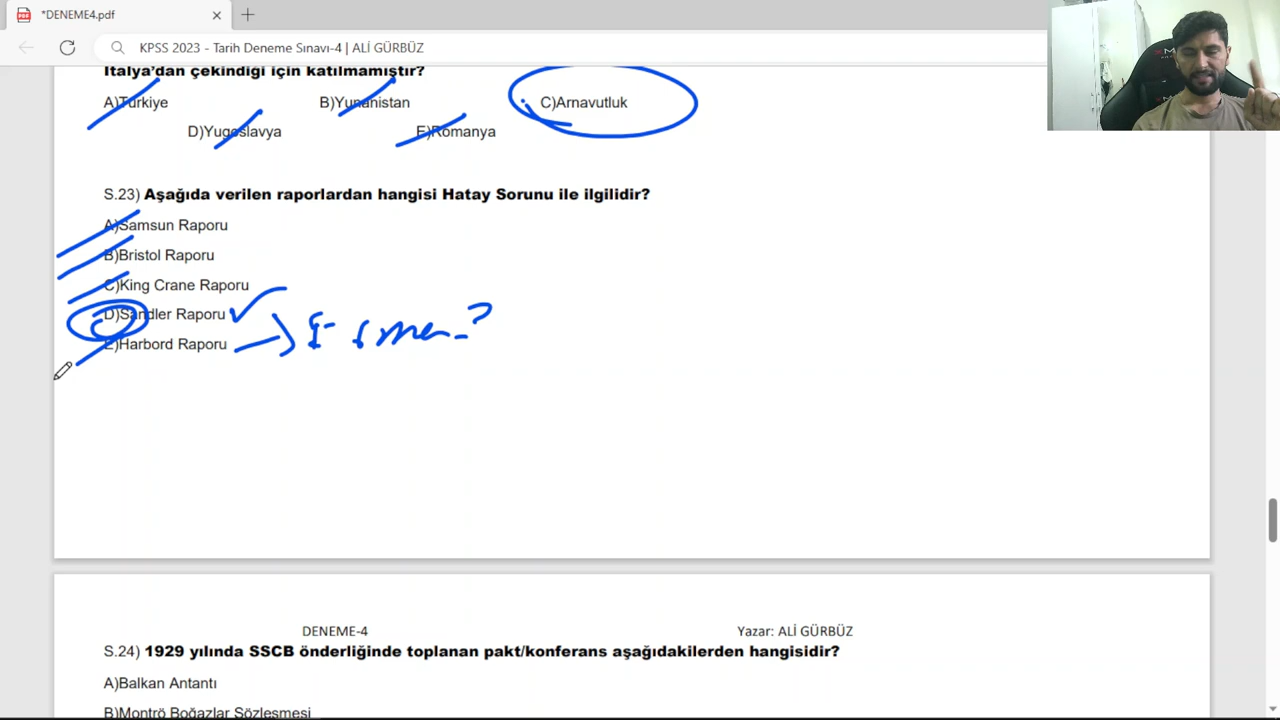 *DENEME4.pdf
KPSS 2023 - Tarih Deneme Sınavı-4 | ALİ GÜRBÜZ
İtalya'dan çekindiği için katılmamıştır?
A)Türkiye B)Yunanistan C)Arnavutluk
D)Yugoslavya E)Romanya
S.23) Aşağıda verilen raporlardan hangisi Hatay Sorunu ile ilgilidir?
A)Samsun Raporu
B)Bristol Raporu
C)King Crane Raporu
D)Sandler Raporu
E)Harbord Raporu
DENEME-4 Yazar: ALİ GÜRBÜZ
S.24) 1929 yılında SSCB önderliğinde toplanan pakt/konferans aşağıdakilerden hangisidir?
A)Balkan Antantı
B)Montrö Boğazlar Sözleşmesi